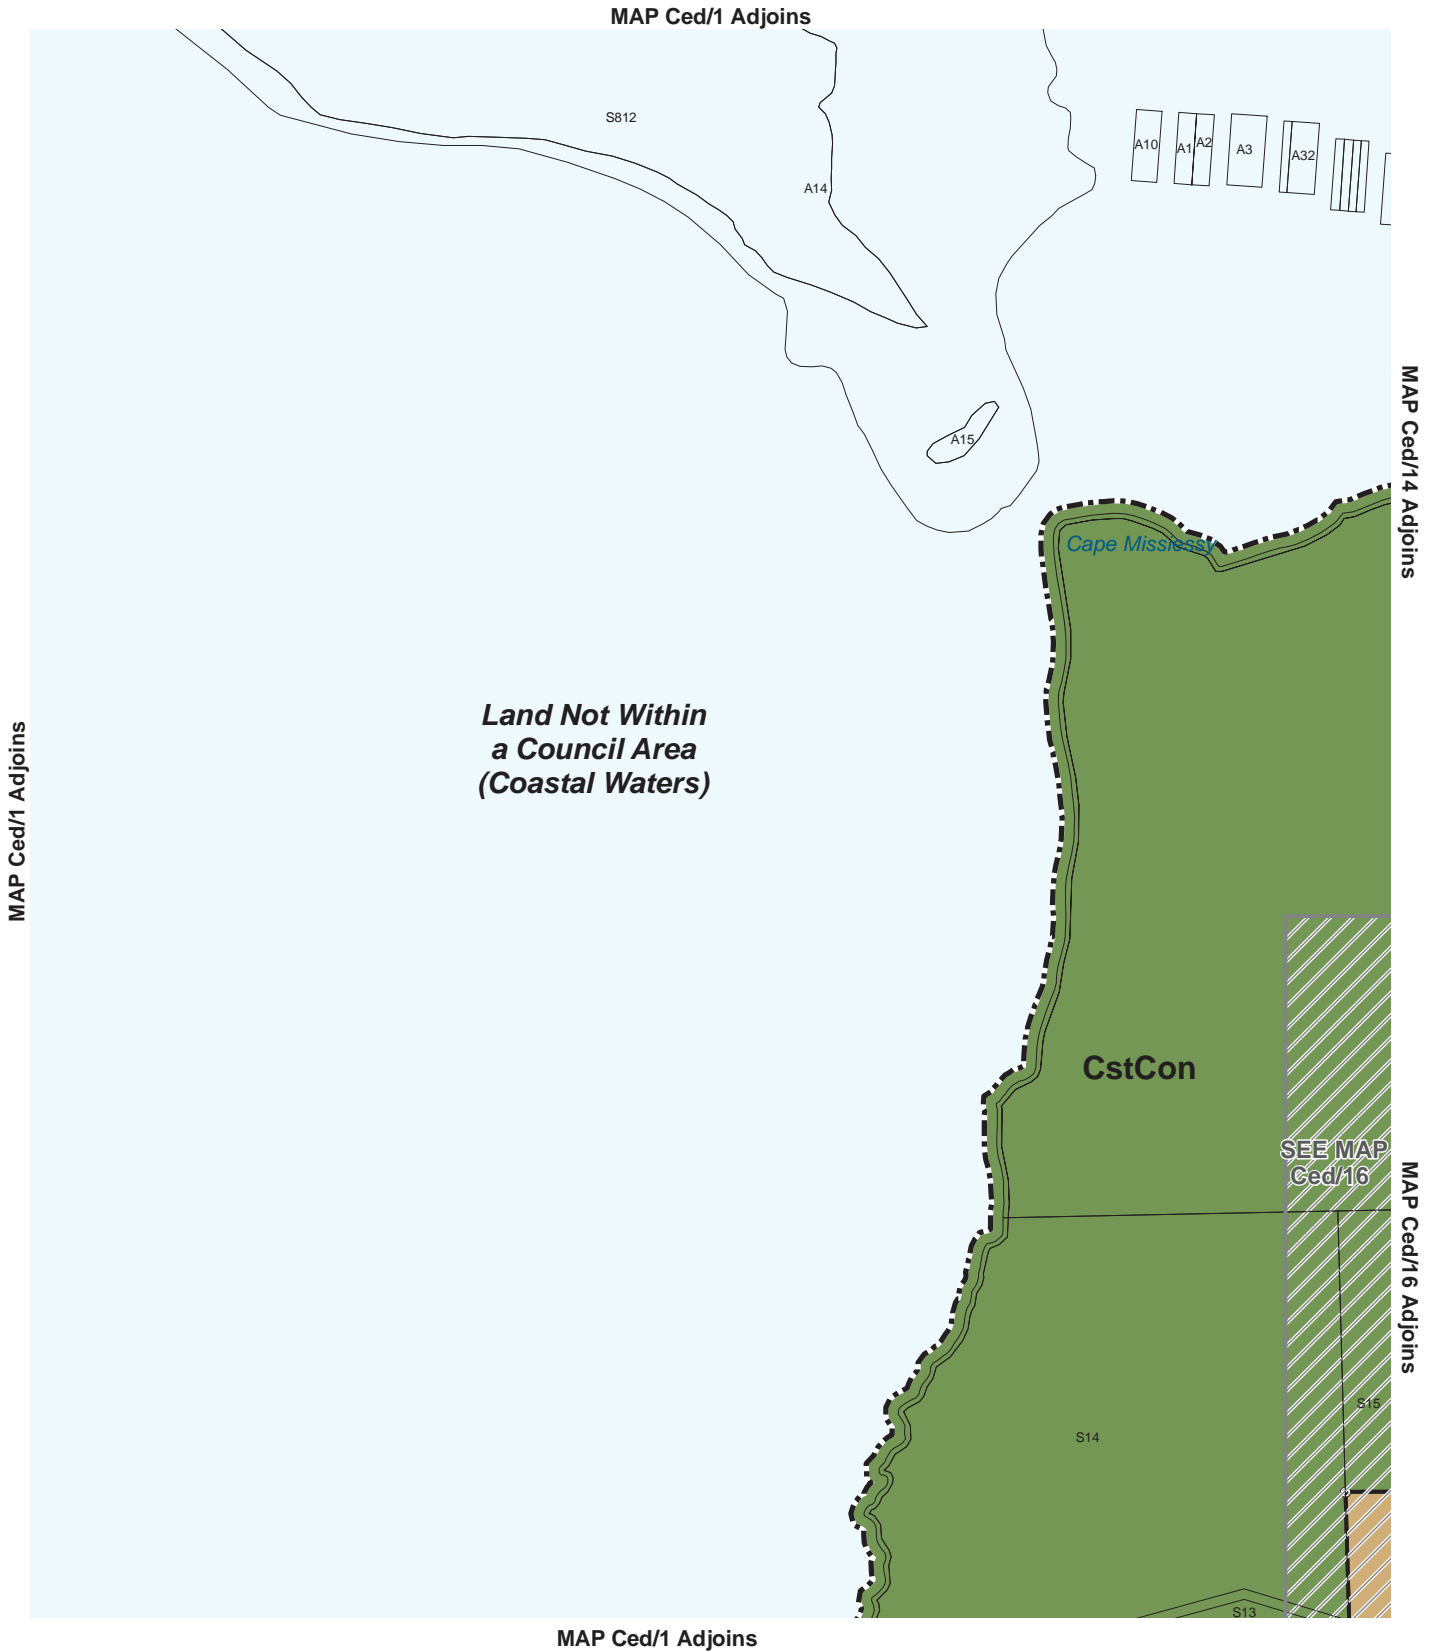 MAP Ced/1 Adjoins
S812
A14
A10
A1
A2
A3
A32
A15
MAP Ced/14 Adjoins
Cape Missiessy
Land Not Within
a Council Area
(Coastal Waters)
MAP Ced/1 Adjoins
CstCon
SEE MAP
Ced/16
MAP Ced/16 Adjoins
S15
S14
S13
MAP Ced/1 Adjoins